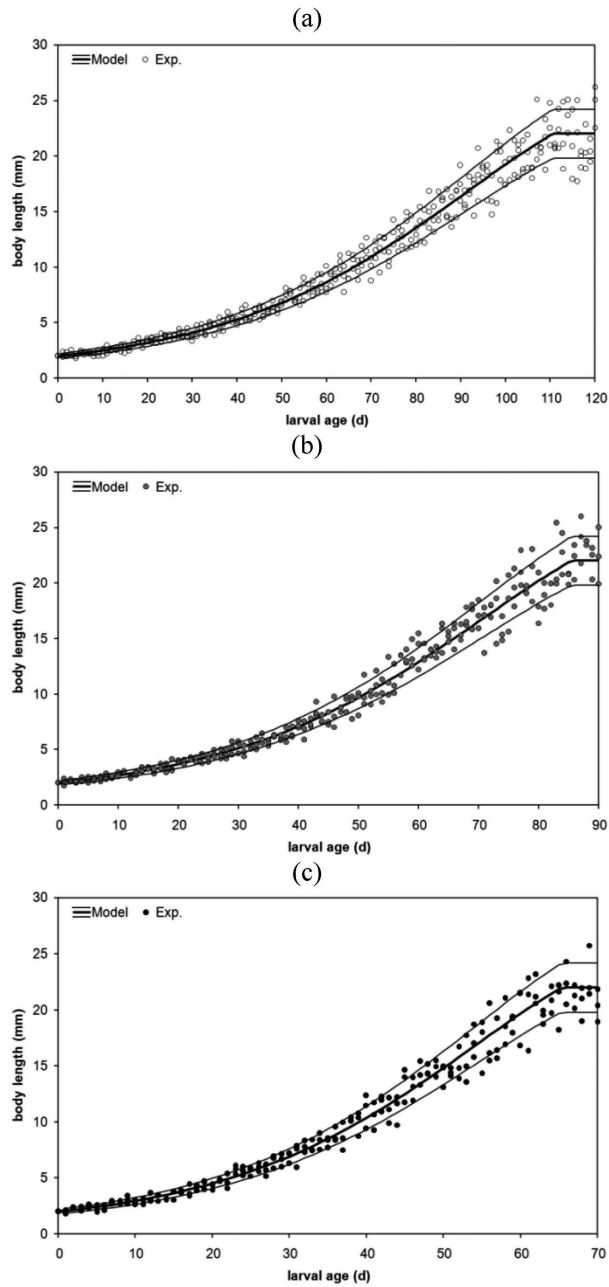 (a)
30
Model Exp.
25
20
15
10
5
0
body length (mm)
0 10 20 30 40 50 60 70 80 90 100 110 120
larval age (d)
(b)
30
Model Exp.
25
20
15
10
5
0
body length (mm)
0 10 20 30 40 50 60 70 80 90
larval age (d)
(c)
30
Model Exp.
25
20
15
10
5
0
body length (mm)
0 10 20 30 40 50 60 70
larval age (d)